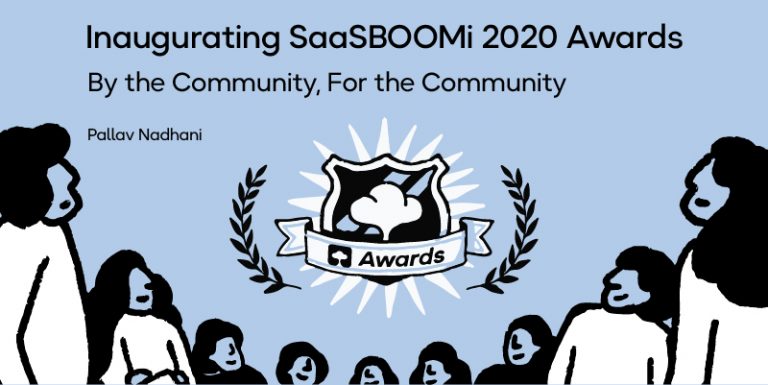 Inaugurating SaaSBOOMi 2020 Awards
By the Community, For the Community
Pallav Nadhani
Awards